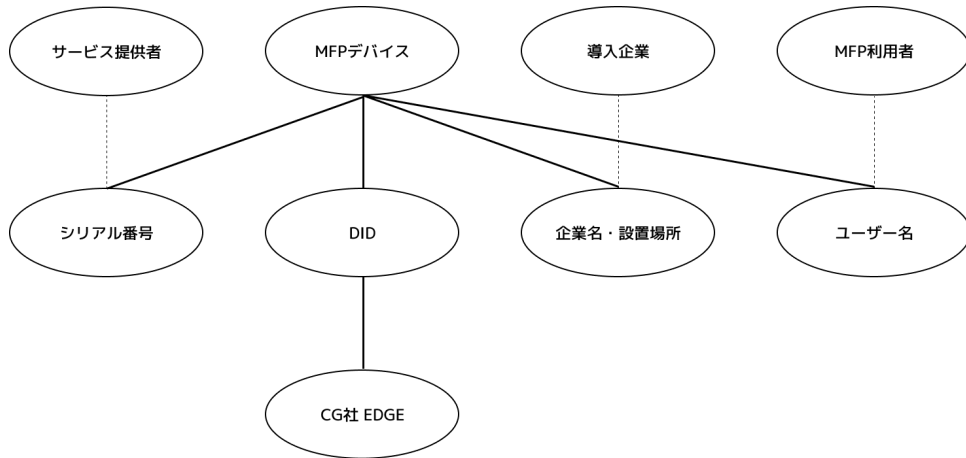 サービス提供者
MFPデバイス
導入企業
MFP利用者
シリアル番号
DID
企業名・設置場所
ユーザー名
CG社 EDGE